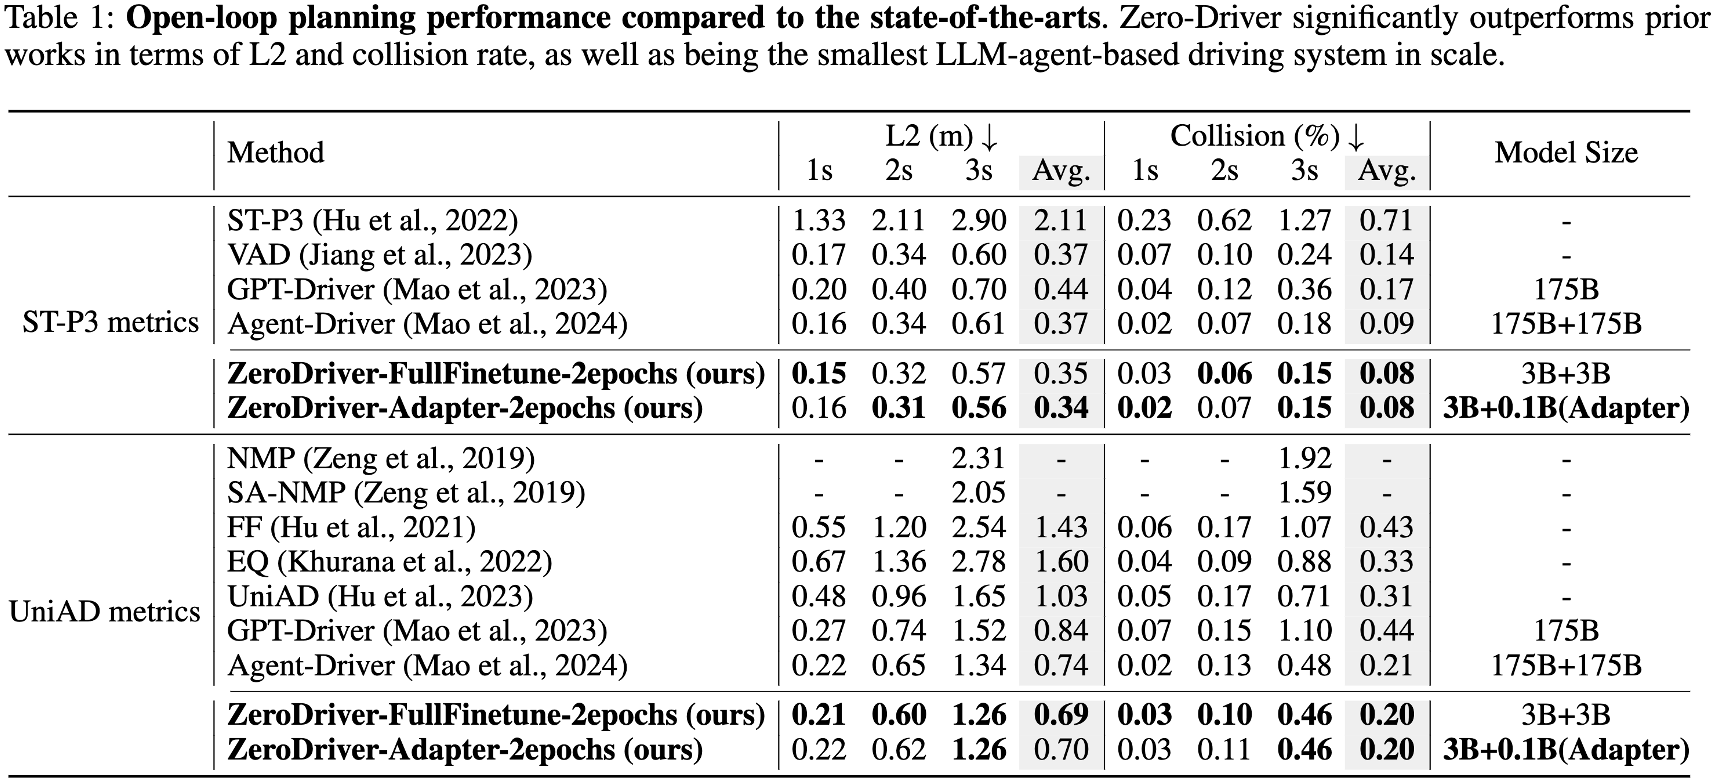 Table 1: Open-loop planning performance compared to the state-of-the-arts. Zero-Driver significantly outperforms prior
works in terms of L2 and collision rate, as well as being the smallest LLM-agent-based driving system in scale.
Method L2 (m) ↓ Collision (%) ↓ Model Size
1s 2s 3s Avg. 1s 2s 3s Avg.
ST-P3 metrics
ST-P3 (Hu et al., 2022) 1.33 2.11 2.90 2.11 0.23 0.62 1.27 0.71 -
VAD (Jiang et al., 2023) 0.17 0.34 0.60 0.37 0.07 0.10 0.24 0.14 -
GPT-Driver (Mao et al., 2023) 0.20 0.40 0.70 0.44 0.04 0.12 0.36 0.17 175B
Agent-Driver (Mao et al., 2024) 0.16 0.34 0.61 0.37 0.02 0.07 0.18 0.09 175B+175B
ZeroDriver-FullFinetune-2epochs (ours) 0.15 0.32 0.57 0.35 0.03 0.06 0.15 0.08 3B+3B
ZeroDriver-Adapter-2epochs (ours) 0.16 0.31 0.56 0.34 0.02 0.07 0.15 0.08 3B+0.1B(Adapter)
UniAD metrics
NMP (Zeng et al., 2019) - - 2.31 - - - 1.92 - -
SA-NMP (Zeng et al., 2019) - - 2.05 - - - 1.59 - -
FF (Hu et al., 2021) 0.55 1.20 2.54 1.43 0.06 0.17 1.07 0.43 -
EQ (Khurana et al., 2022) 0.67 1.36 2.78 1.60 0.04 0.09 0.88 0.33 -
UniAD (Hu et al., 2023) 0.48 0.96 1.65 1.03 0.05 0.17 0.71 0.31 -
GPT-Driver (Mao et al., 2023) 0.27 0.74 1.52 0.84 0.07 0.15 1.10 0.44 175B
Agent-Driver (Mao et al., 2024) 0.22 0.65 1.34 0.74 0.02 0.13 0.48 0.21 175B+175B
ZeroDriver-FullFinetune-2epochs (ours) 0.21 0.60 1.26 0.69 0.03 0.10 0.46 0.20 3B+3B
ZeroDriver-Adapter-2epochs (ours) 0.22 0.62 1.26 0.70 0.03 0.11 0.46 0.20 3B+0.1B(Adapter)